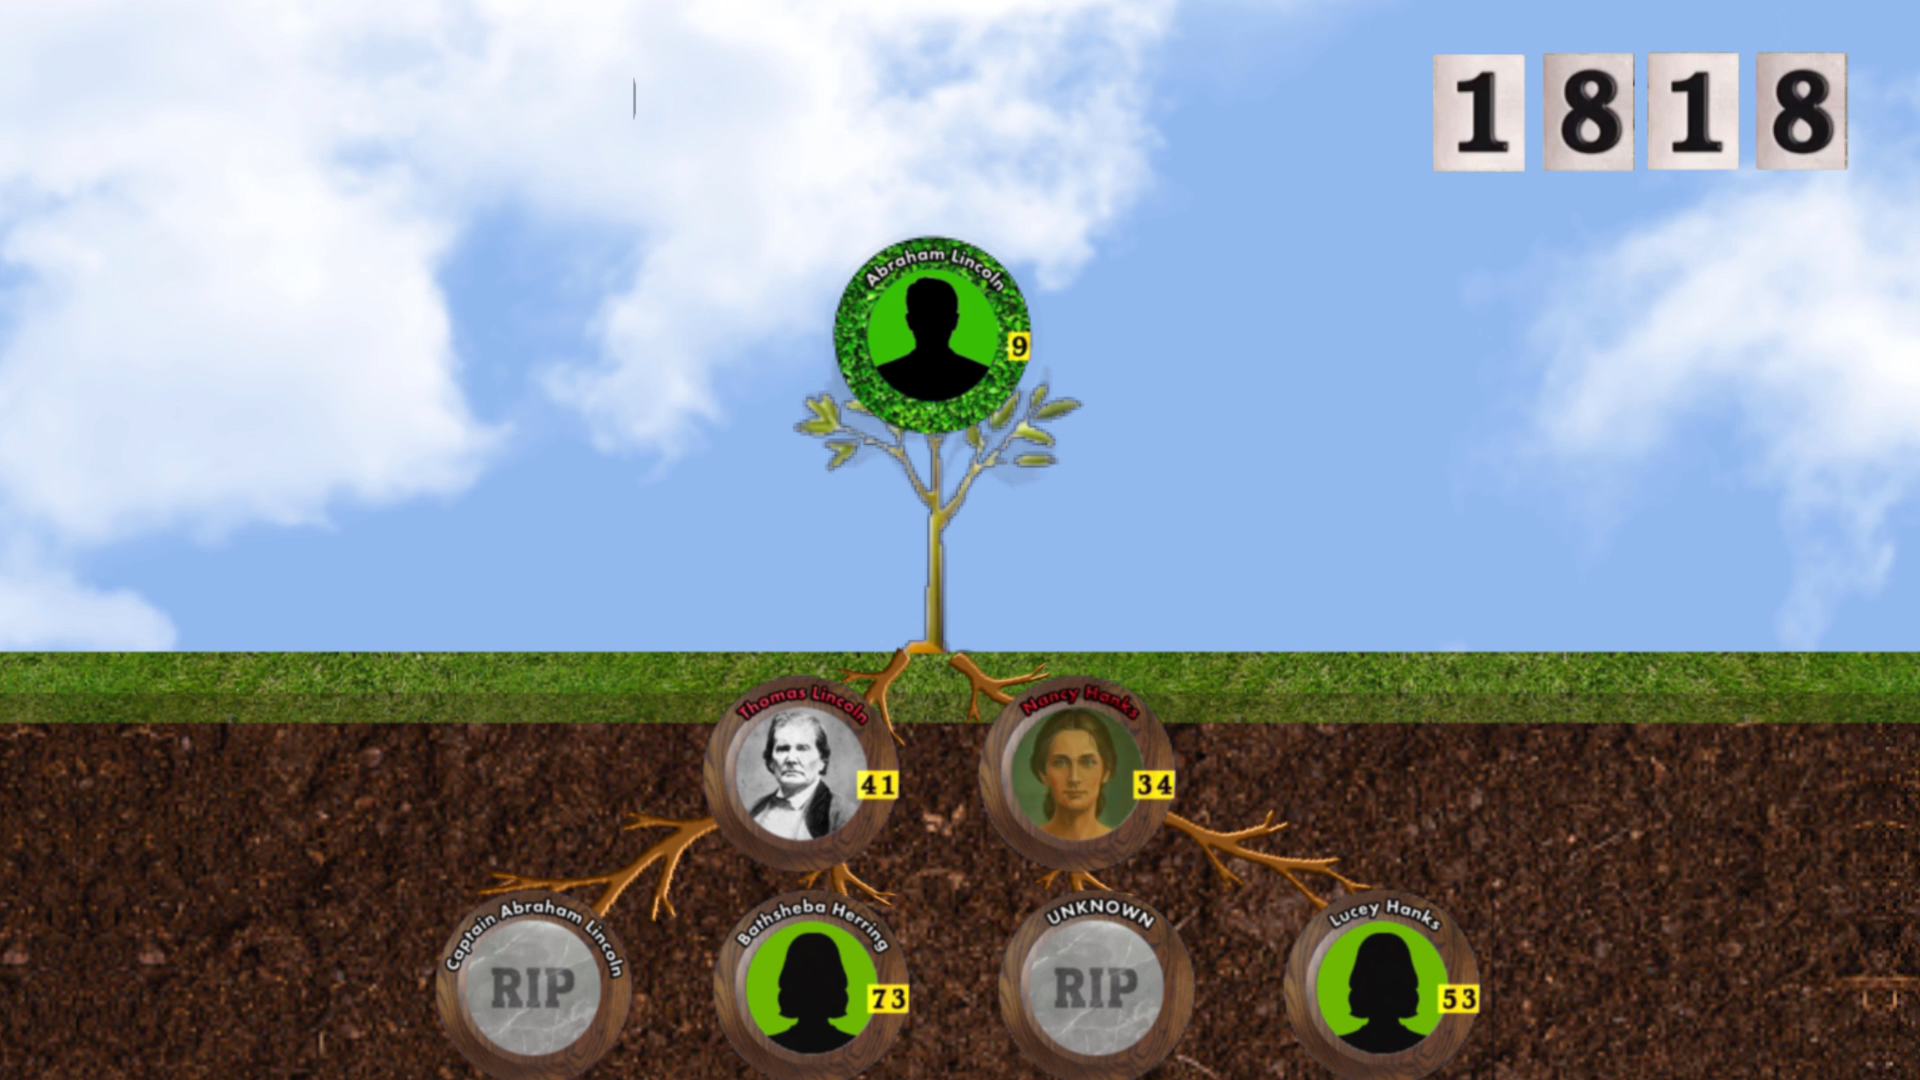 1818
Abraham Lincoln
9
Thomas Lincoln
41
Nancy Hanks
34
Captain Abraham Lincoln
RIP
Bathsheba Herring
73
UNKNOWN
RIP
Lucey Hanks
53